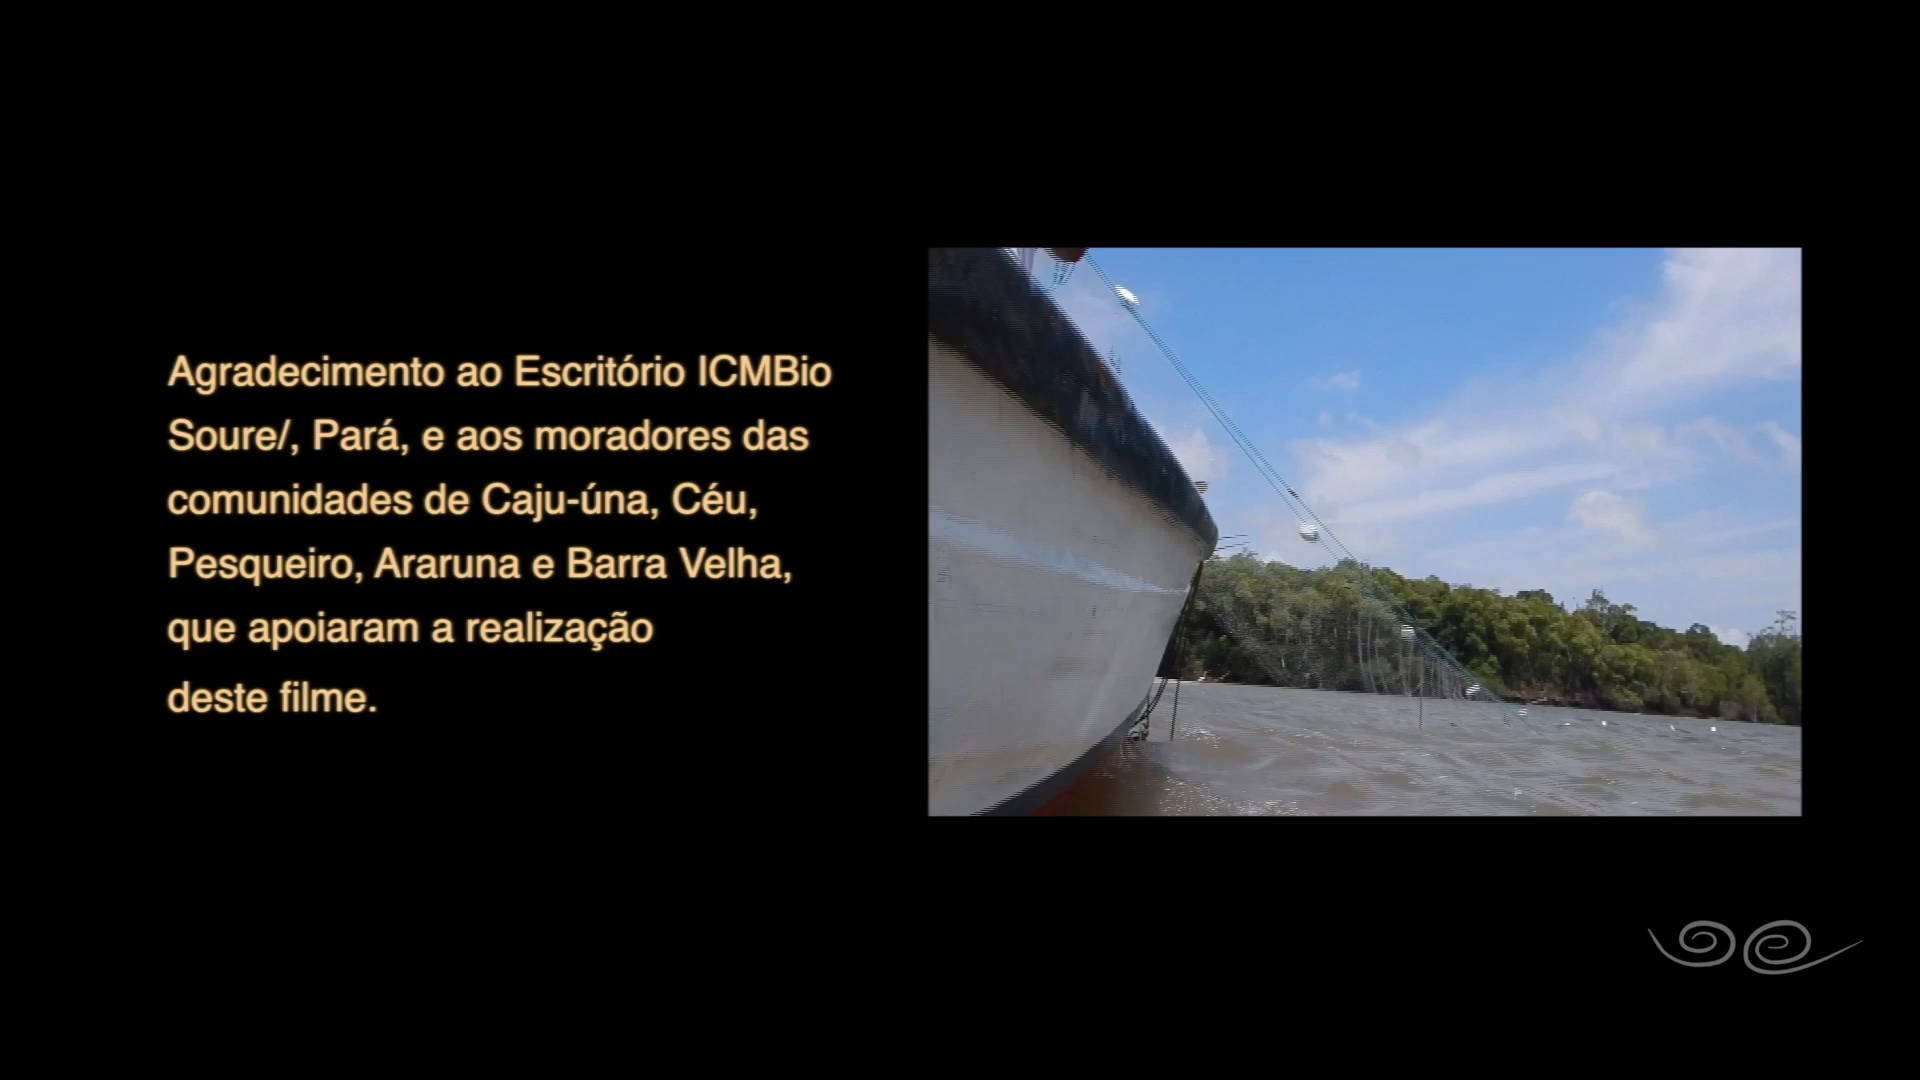 Agradecimento ao Escritório ICMBio
Soure/, Pará, e aos moradores das
comunidades de Caju-úna, Céu,
Pesqueiro, Araruna e Barra Velha,
que apoiaram a realização
deste filme.